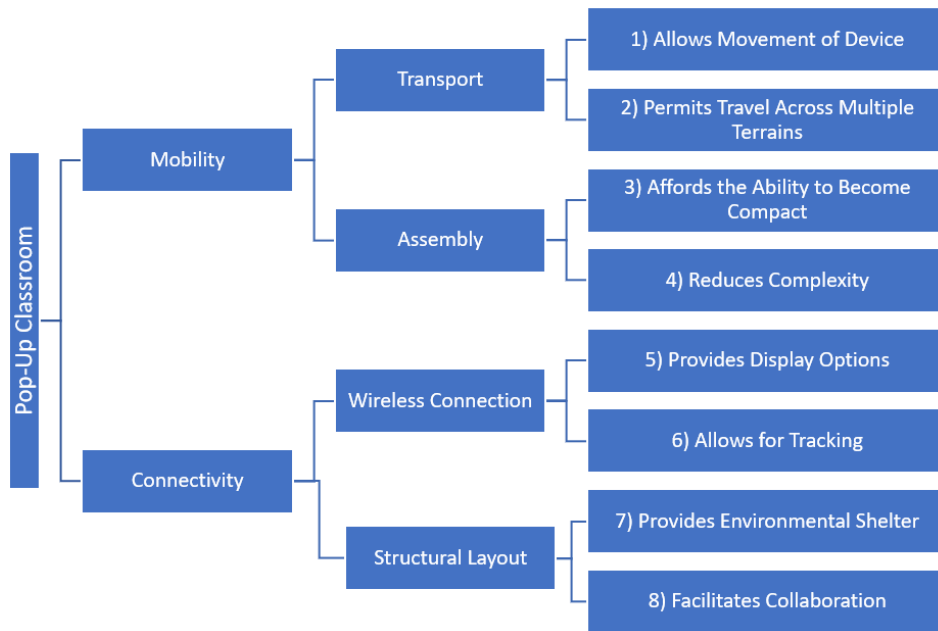 Pop-Up Classroom
Mobility
Transport
1) Allows Movement of Device
2) Permits Travel Across Multiple
Terrains
Assembly
3) Affords the Ability to Become
Compact
4) Reduces Complexity
Connectivity
Wireless Connection
5) Provides Display Options
6) Allows for Tracking
Structural Layout
7) Provides Environmental Shelter
8) Facilitates Collaboration